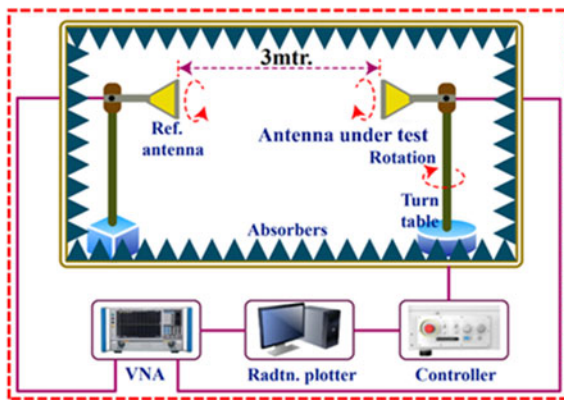 3mtr.
Ref.
antenna
Antenna under test
Rotation
Turn
table
Absorbers
VNA
Radtn. plotter
Controller